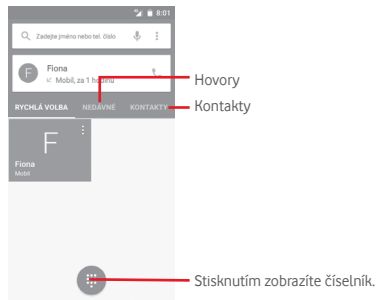 8:01
Zadejte jméno nebo tel. číslo
F
Fiona
Mobil, za 1 hodinu
RYCHLÁ VOLBA NEDÁVNÉ KONTAKTY
F
Fiona
Mobil
Hovory
Kontakty
Stisknutím zobrazíte číselník.